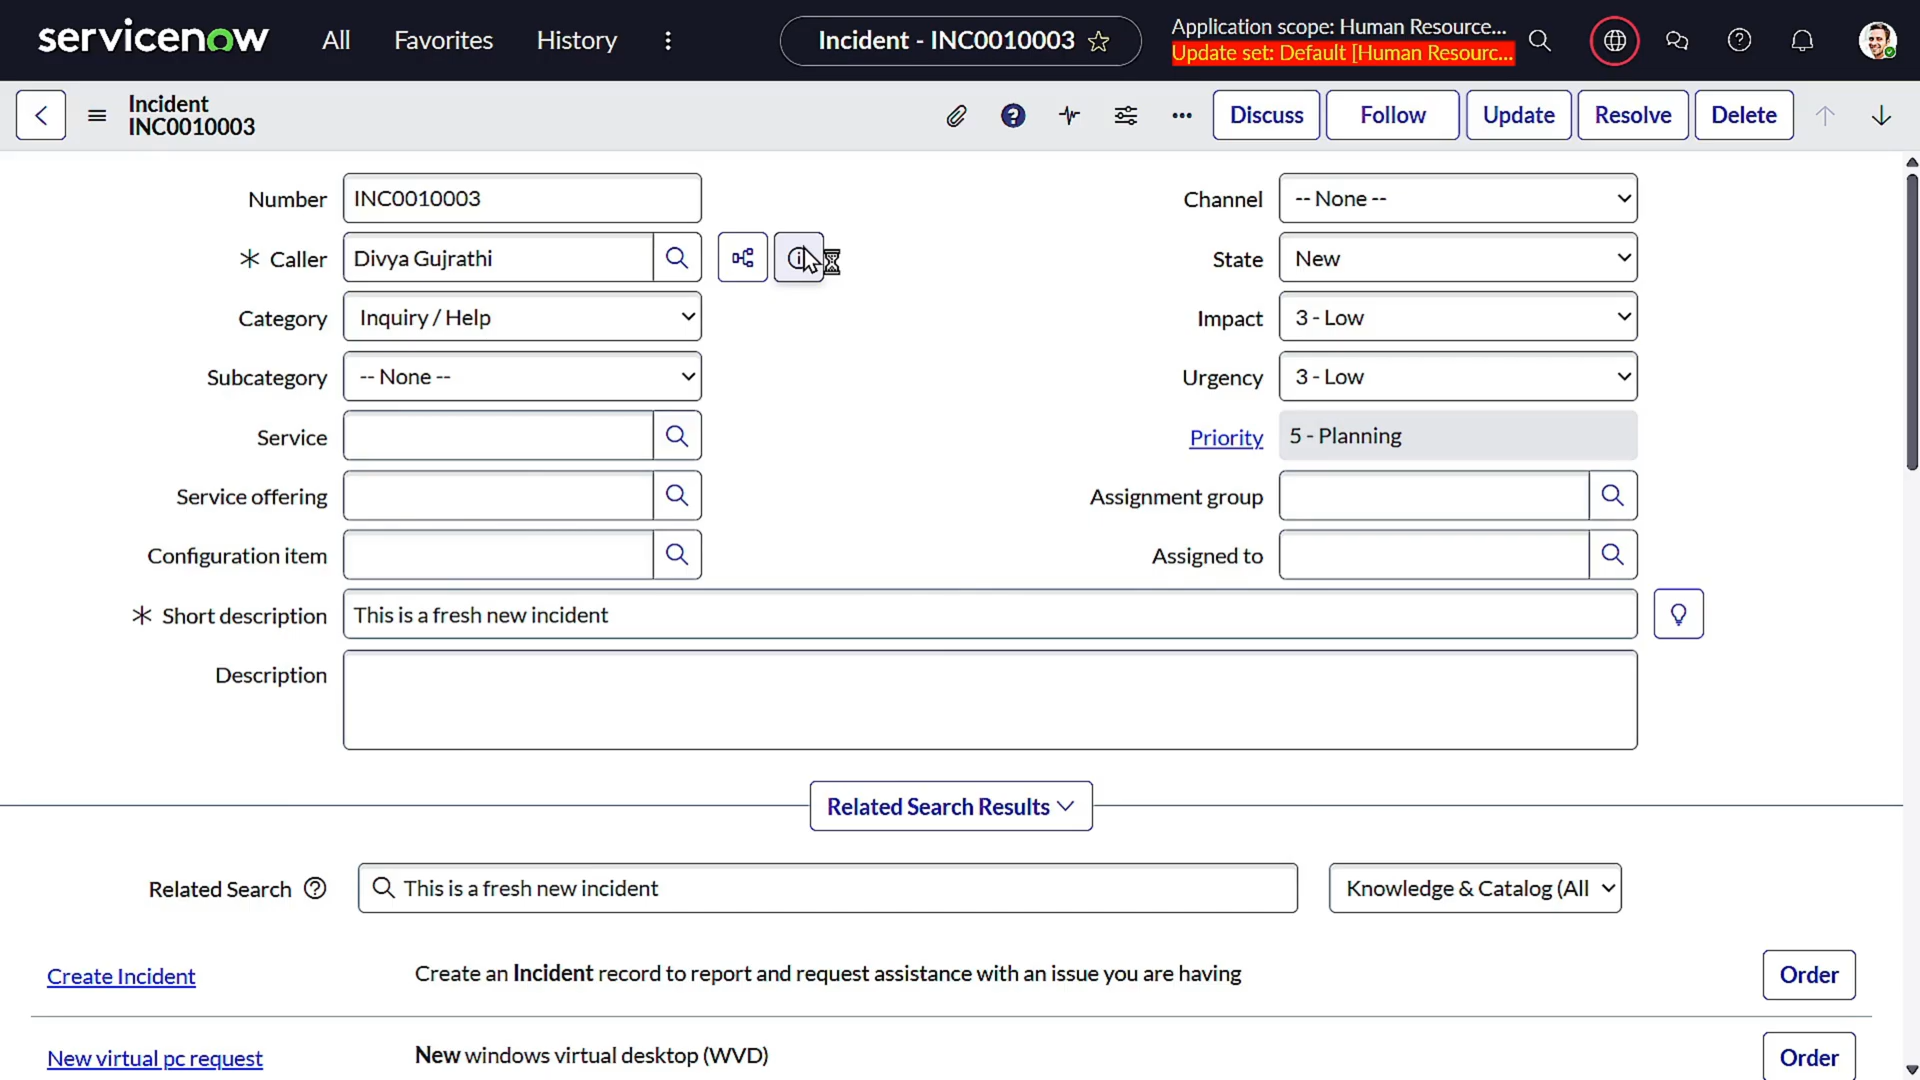 servicenow
All
Favorites
History
Incident - INC0010003
Application scope: Human Resource...
Update set: Default [Human Resourc...
Incident
INC0010003
Discuss
Follow
Update
Resolve
Delete
Number
INC0010003
Channel
-- None --
Caller
Divya Gujrathi
State
New
Category
Inquiry / Help
Impact
3 - Low
Subcategory
-- None --
Urgency
3 - Low
Service
Priority
5 - Planning
Service offering
Assignment group
Configuration item
Assigned to
Short description
This is a fresh new incident
Description
Related Search Results
Related Search
This is a fresh new incident
Knowledge & Catalog (All
Create Incident
Create an Incident record to report and request assistance with an issue you are having
Order
New virtual pc request
New windows virtual desktop (WVD)
Order